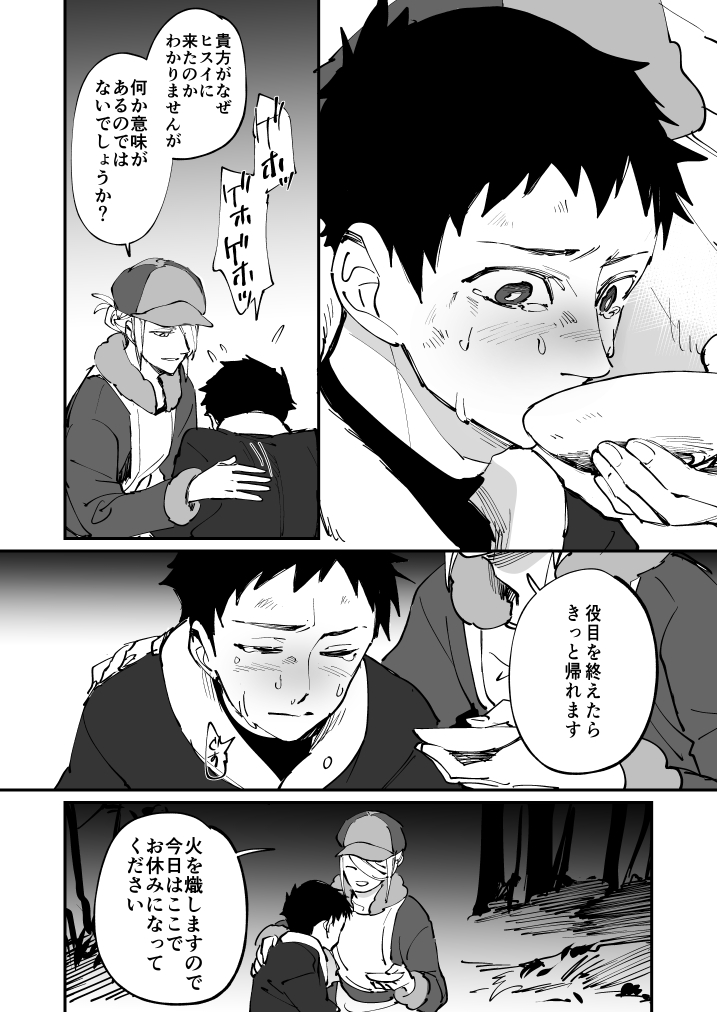 ゲホッ
ゲホゲホッ
貴方がなぜ
ヒスイに
来たのか
わかりませんが
何か意味が
あるのでは
ないでしょうか？
役目を終えたら
きっと帰れます
火を熾しますので
今日はここで
お休みになって
ください